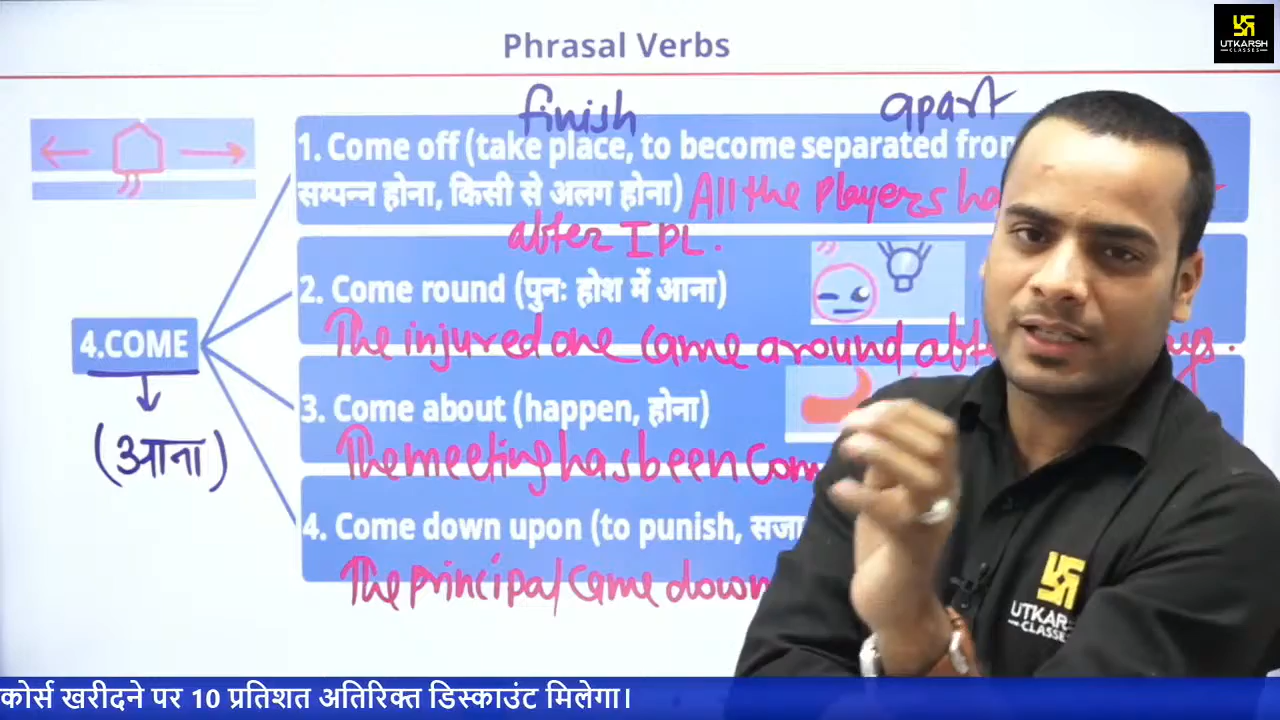 Phrasal Verbs
UTKARSH
CLASSES
finish
apart
1. Come off (take place, to become separated from
सम्पन्न होना, किसी से अलग होना) All the players
after IPL.
2. Come round (पुनः होश में आना)
The injured one came around
4.COME
3. Come about (happen, होना)
(आना)
The meeting has been
4. Come down upon (to punish, सजा
The principal came down
UTKARSH
CLASSES
कोर्स खरीदने पर 10 प्रतिशत अतिरिक्त डिस्काउंट मिलेगा।